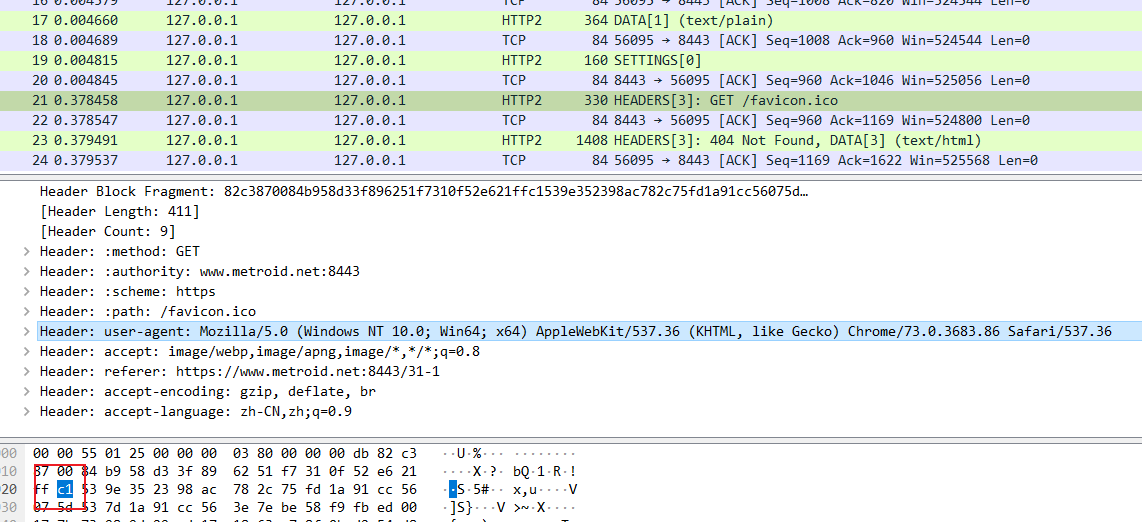 16 0.004579 127.0.0.1 127.0.0.1 TCP 84 56095 → 8443 [ACK] Seq=1008 Ack=820 Win=524544 Len=0
17 0.004660 127.0.0.1 127.0.0.1 HTTP2 364 DATA[1] (text/plain)
18 0.004689 127.0.0.1 127.0.0.1 TCP 84 56095 → 8443 [ACK] Seq=1008 Ack=960 Win=524544 Len=0
19 0.004815 127.0.0.1 127.0.0.1 HTTP2 160 SETTINGS[0]
20 0.004845 127.0.0.1 127.0.0.1 TCP 84 8443 → 56095 [ACK] Seq=960 Ack=1046 Win=525056 Len=0
21 0.378458 127.0.0.1 127.0.0.1 HTTP2 330 HEADERS[3]: GET /favicon.ico
22 0.378547 127.0.0.1 127.0.0.1 TCP 84 8443 → 56095 [ACK] Seq=960 Ack=1169 Win=524800 Len=0
23 0.379491 127.0.0.1 127.0.0.1 HTTP2 1408 HEADERS[3]: 404 Not Found, DATA[3] (text/html)
24 0.379537 127.0.0.1 127.0.0.1 TCP 84 56095 → 8443 [ACK] Seq=1169 Ack=1622 Win=525568 Len=0
Header Block Fragment: 82c3870084b958d33f896251f7310f52e621ffc1539e352398ac782c75fd1a91cc56075d…
[Header Length: 411]
[Header Count: 9]
Header: :method: GET
Header: :authority: www.metroid.net:8443
Header: :scheme: https
Header: :path: /favicon.ico
Header: user-agent: Mozilla/5.0 (Windows NT 10.0; Win64; x64) AppleWebKit/537.36 (KHTML, like Gecko) Chrome/73.0.3683.86 Safari/537.36
Header: accept: image/webp,image/apng,image/*,*/*;q=0.8
Header: referer: https://www.metroid.net:8443/31-1
Header: accept-encoding: gzip, deflate, br
Header: accept-language: zh-CN,zh;q=0.9
00 00 00 55 01 25 00 00 00 03 80 00 00 00 db 82 c3 ··U·%··· ········
10 87 00 84 b9 58 d3 3f 89 62 51 f7 31 0f 52 e6 21 ····X·?· bQ·1·R·!
20 ff c1 53 9e 35 23 98 ac 78 2c 75 fd 1a 91 cc 56 ··S·5#·· x,u····V
30 07 5d 53 7d 1a 91 cc 56 3e 7e be 58 f9 fb ed 00 ·]S}···V >~·X····